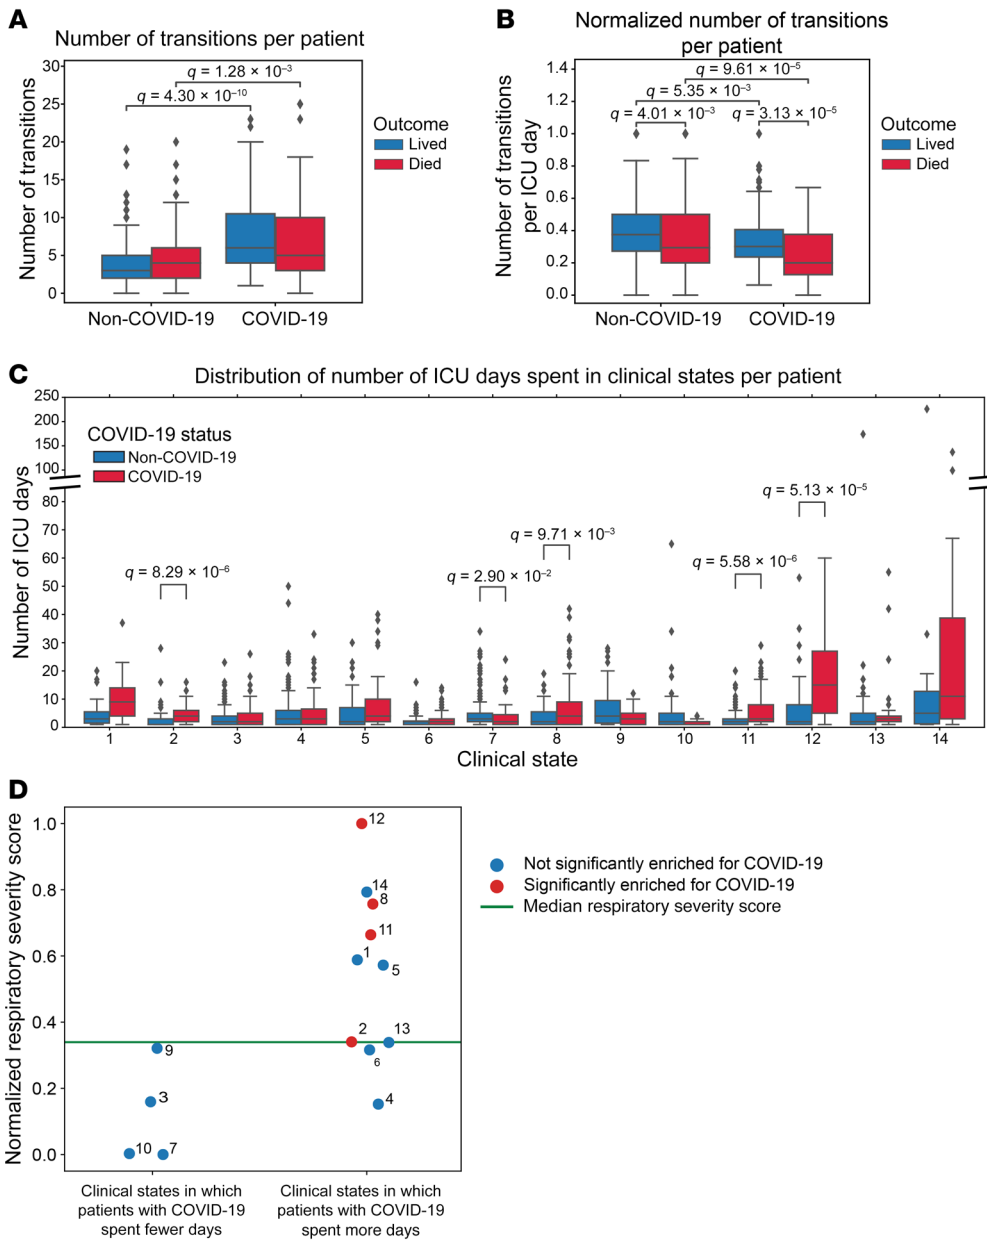 A
Number of transitions per patient
Number of transitions
30
25
20
15
10
5
0
q = 1.28 × 10⁻³
q = 4.30 × 10⁻¹⁰
Non-COVID-19
COVID-19
Outcome
Lived
Died
B
Normalized number of transitions
per patient
Number of transitions
per ICU day
1.4
1.2
1.0
0.8
0.6
0.4
0.2
0.0
q = 9.61 × 10⁻⁵
q = 5.35 × 10⁻³
q = 4.01 × 10⁻³
q = 3.13 × 10⁻⁵
Non-COVID-19
COVID-19
Outcome
Lived
Died
C
Distribution of number of ICU days spent in clinical states per patient
Number of ICU days
250
200
150
100
80
70
60
50
40
30
20
10
0
COVID-19 status
Non-COVID-19
COVID-19
q = 8.29 × 10⁻⁶
q = 2.90 × 10⁻²
q = 9.71 × 10⁻³
q = 5.58 × 10⁻⁶
q = 5.13 × 10⁻⁵
1 2 3 4 5 6 7 8 9 10 11 12 13 14
Clinical state
D
Normalized respiratory severity score
1.0
0.8
0.6
0.4
0.2
0.0
12
14
8
11
1
5
2
13
6
9
4
3
10
7
Clinical states in which
patients with COVID-19
spent fewer days
Clinical states in which
patients with COVID-19
spent more days
Not significantly enriched for COVID-19
Significantly enriched for COVID-19
Median respiratory severity score